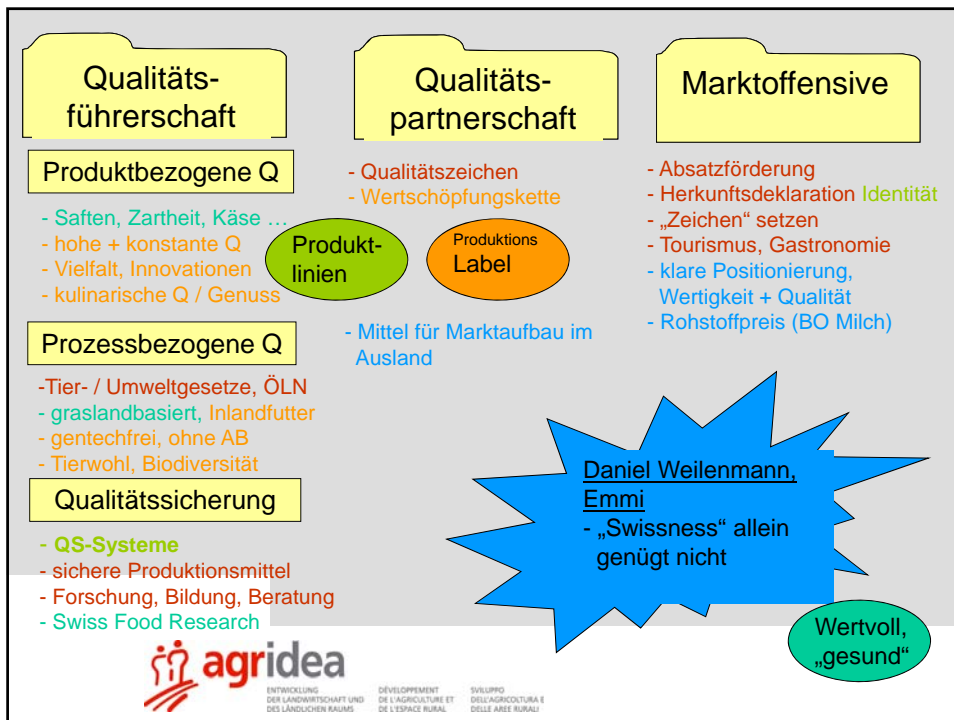 Qualitäts-
führerschaft
Produktbezogene Q
- Saften, Zartheit, Käse …
- hohe + konstante Q
- Vielfalt, Innovationen
- kulinarische Q / Genuss
Prozessbezogene Q
-Tier- / Umweltgesetze, ÖLN
- graslandbasiert, Inlandfutter
- gentechfrei, ohne AB
- Tierwohl, Biodiversität
Qualitätssicherung
- QS-Systeme
- sichere Produktionsmittel
- Forschung, Bildung, Beratung
- Swiss Food Research
Qualitäts-
partnerschaft
- Qualitätszeichen
- Wertschöpfungskette
Produkt-
linien
Produktions
Label
- Mittel für Marktaufbau im
Ausland
Marktoffensive
- Absatzförderung
- Herkunftsdeklaration Identität
- „Zeichen“ setzen
- Tourismus, Gastronomie
- klare Positionierung,
Wertigkeit + Qualität
- Rohstoffpreis (BO Milch)
Daniel Weilenmann,
Emmi
- „Swissness“ allein
genügt nicht
Wertvoll,
„gesund“
agridea
ENTWICKLUNG
DER LANDWIRTSCHAFT UND
DES LÄNDLICHEN RAUMS
DÉVELOPPEMENT
DE L'AGRICULTURE ET
DE L'ESPACE RURAL
SVILUPPO
DELL'AGRICOLTURA E
DELLE AREE RURALI